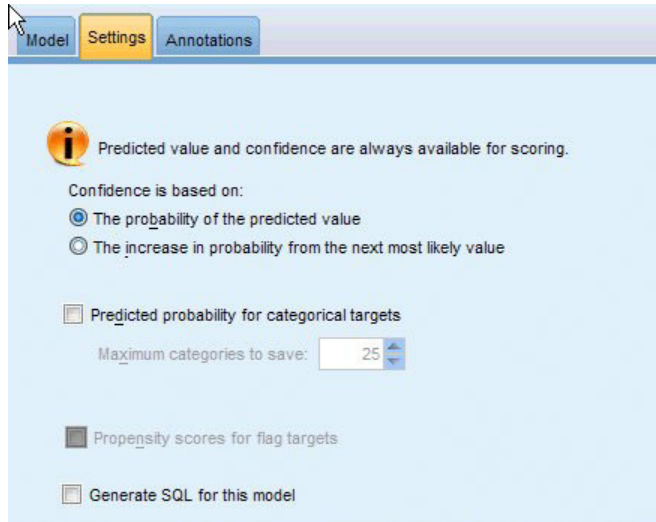 Model Settings Annotations
Predicted value and confidence are always available for scoring.
Confidence is based on:
The probability of the predicted value
The increase in probability from the next most likely value
Predicted probability for categorical targets
Maximum categories to save: 25
Propensity scores for flag targets
Generate SQL for this model